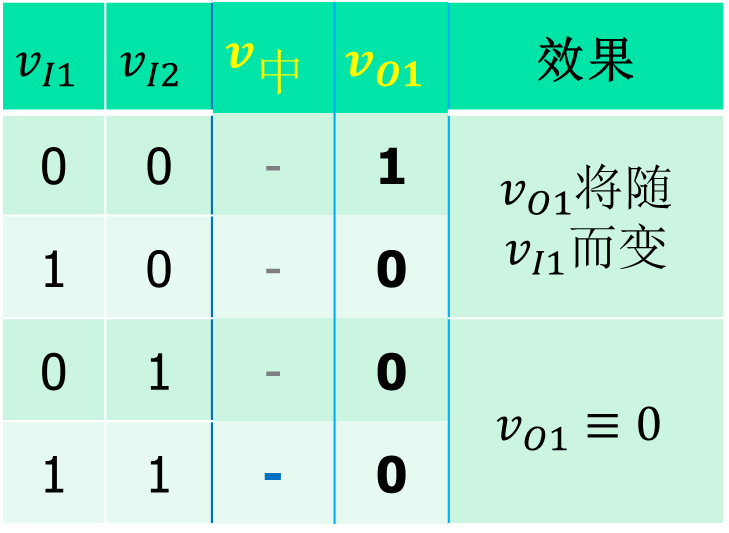 v_I1 v_I2 v_中 v_O1 效果
0 0 - 1 v_O1将随
v_I1而变
1 0 - 0
0 1 - 0 v_O1 ≡ 0
1 1 - 0